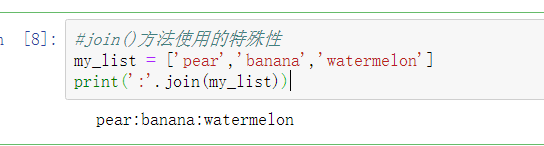 n [8]: #join()方法使用的特殊性
my_list = ['pear','banana','watermelon']
print(':'.join(my_list))
pear:banana:watermelon